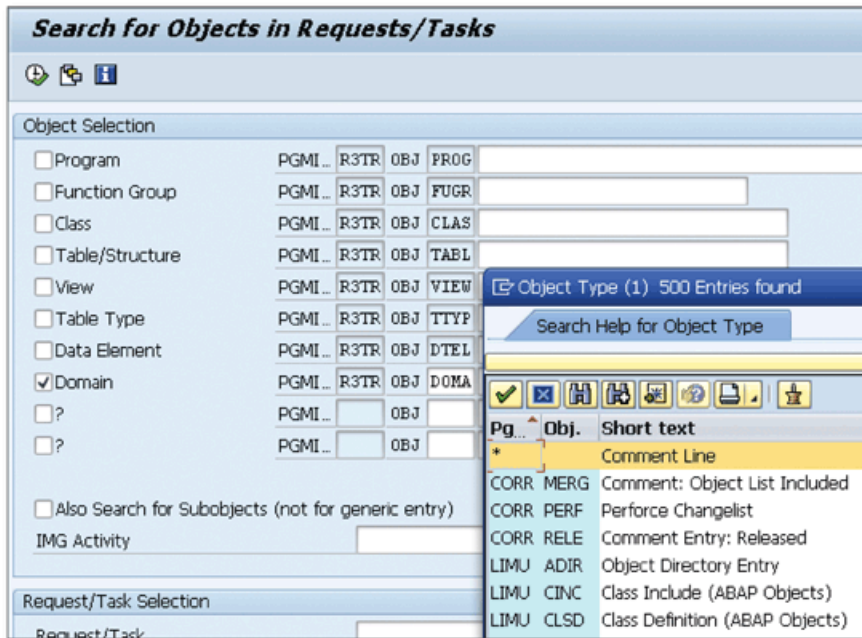 Search for Objects in Requests/Tasks
Object Selection
Program PGMI... R3TR OBJ PROG
Function Group PGMI... R3TR OBJ FUGR
Class PGMI... R3TR OBJ CLAS
Table/Structure PGMI... R3TR OBJ TABL
View PGMI... R3TR OBJ VIEW
Table Type PGMI... R3TR OBJ TTYP
Data Element PGMI... R3TR OBJ DTEL
Domain PGMI... R3TR OBJ DOMA
? PGMI... OBJ
? PGMI... OBJ
Also Search for Subobjects (not for generic entry)
IMG Activity
Request/Task Selection
Request/Task
Object Type (1) 500 Entries found
Search Help for Object Type
Pg... Obj. Short text
* Comment Line
CORR MERG Comment: Object List Included
CORR PERF Perforce Changelist
CORR RELE Comment Entry: Released
LIMU ADIR Object Directory Entry
LIMU CINC Class Include (ABAP Objects)
LIMU CLSD Class Definition (ABAP Objects)